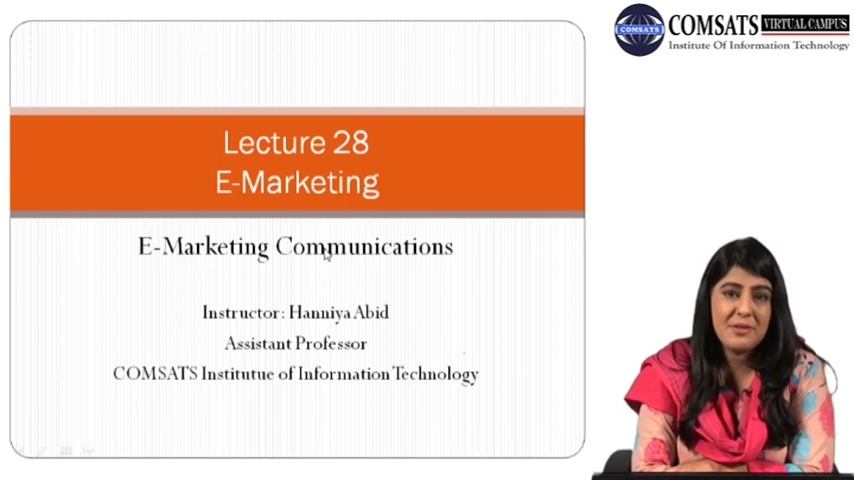 COMSATS VIRTUAL CAMPUS
COMSATS
Institute Of Information Technology
Lecture 28
E-Marketing
E-Marketing Communications
Instructor: Hanniya Abid
Assistant Professor
COMSATS Institutue of Information Technology